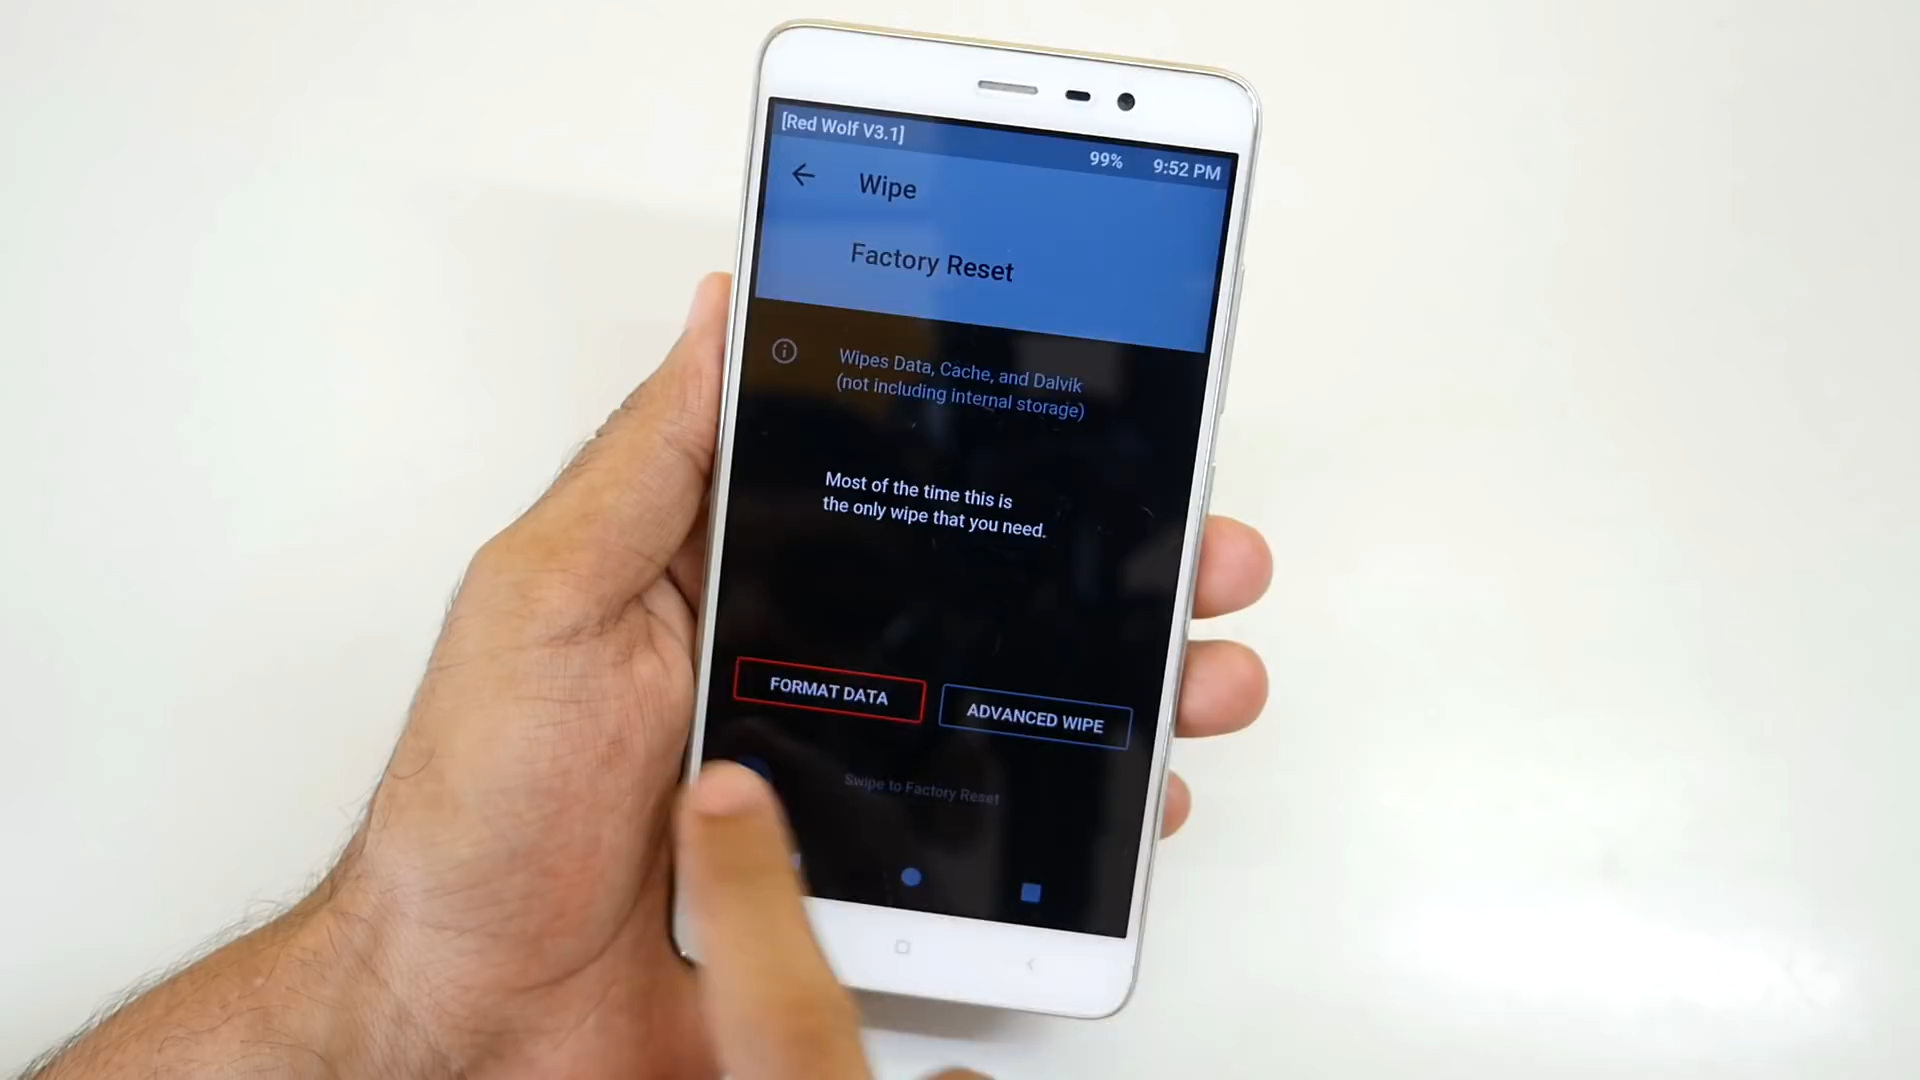 [Red Wolf V3.1]
99% 9:52 PM
Wipe
Factory Reset
Wipes Data, Cache, and Dalvik
(not including internal storage)
Most of the time this is
the only wipe that you need.
FORMAT DATA
ADVANCED WIPE
Swipe to Factory Reset